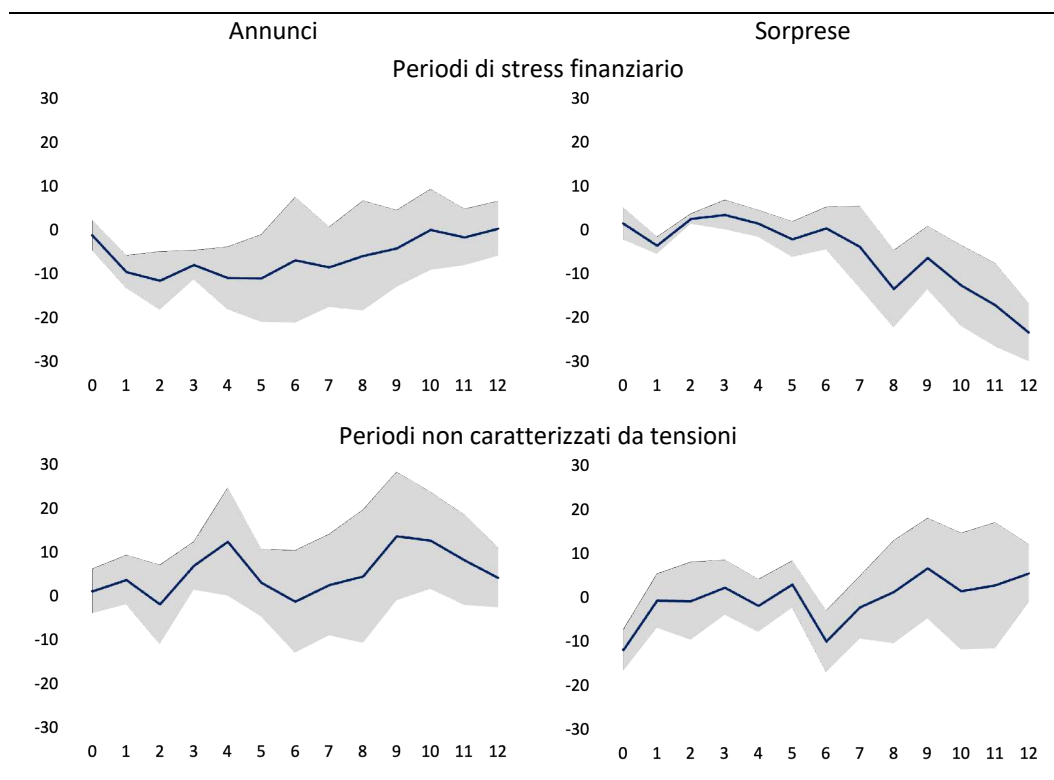 Annunci Sorprese
Periodi di stress finanziario
30 30
20 20
10 10
0 0
-10 -10
-20 -20
-30 -30
0 1 2 3 4 5 6 7 8 9 10 11 12 0 1 2 3 4 5 6 7 8 9 10 11 12
Periodi non caratterizzati da tensioni
30 30
20 20
10 10
0 0
-10 -10
-20 -20
-30 -30
0 1 2 3 4 5 6 7 8 9 10 11 12 0 1 2 3 4 5 6 7 8 9 10 11 12